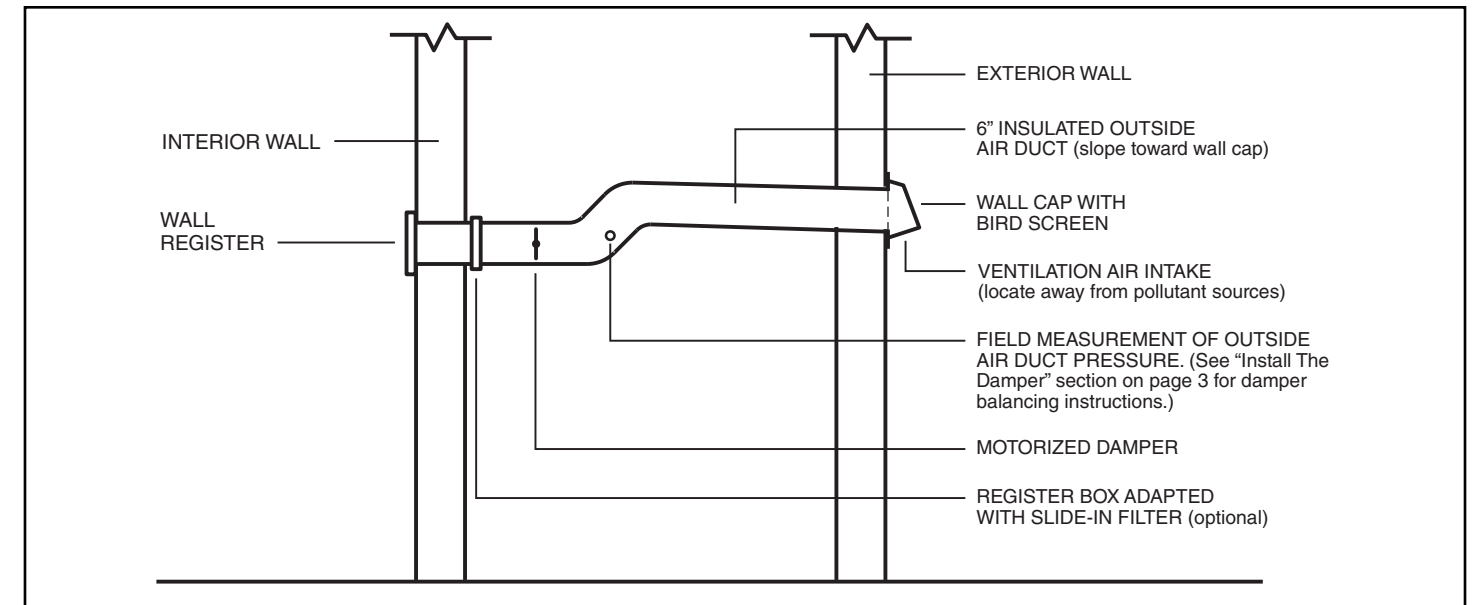 INTERIOR WALL
WALL
REGISTER
EXTERIOR WALL
6” INSULATED OUTSIDE
AIR DUCT (slope toward wall cap)
WALL CAP WITH
BIRD SCREEN
VENTILATION AIR INTAKE
(locate away from pollutant sources)
FIELD MEASUREMENT OF OUTSIDE
AIR DUCT PRESSURE. (See “Install The
Damper” section on page 3 for damper
balancing instructions.)
MOTORIZED DAMPER
REGISTER BOX ADAPTED
WITH SLIDE-IN FILTER (optional)